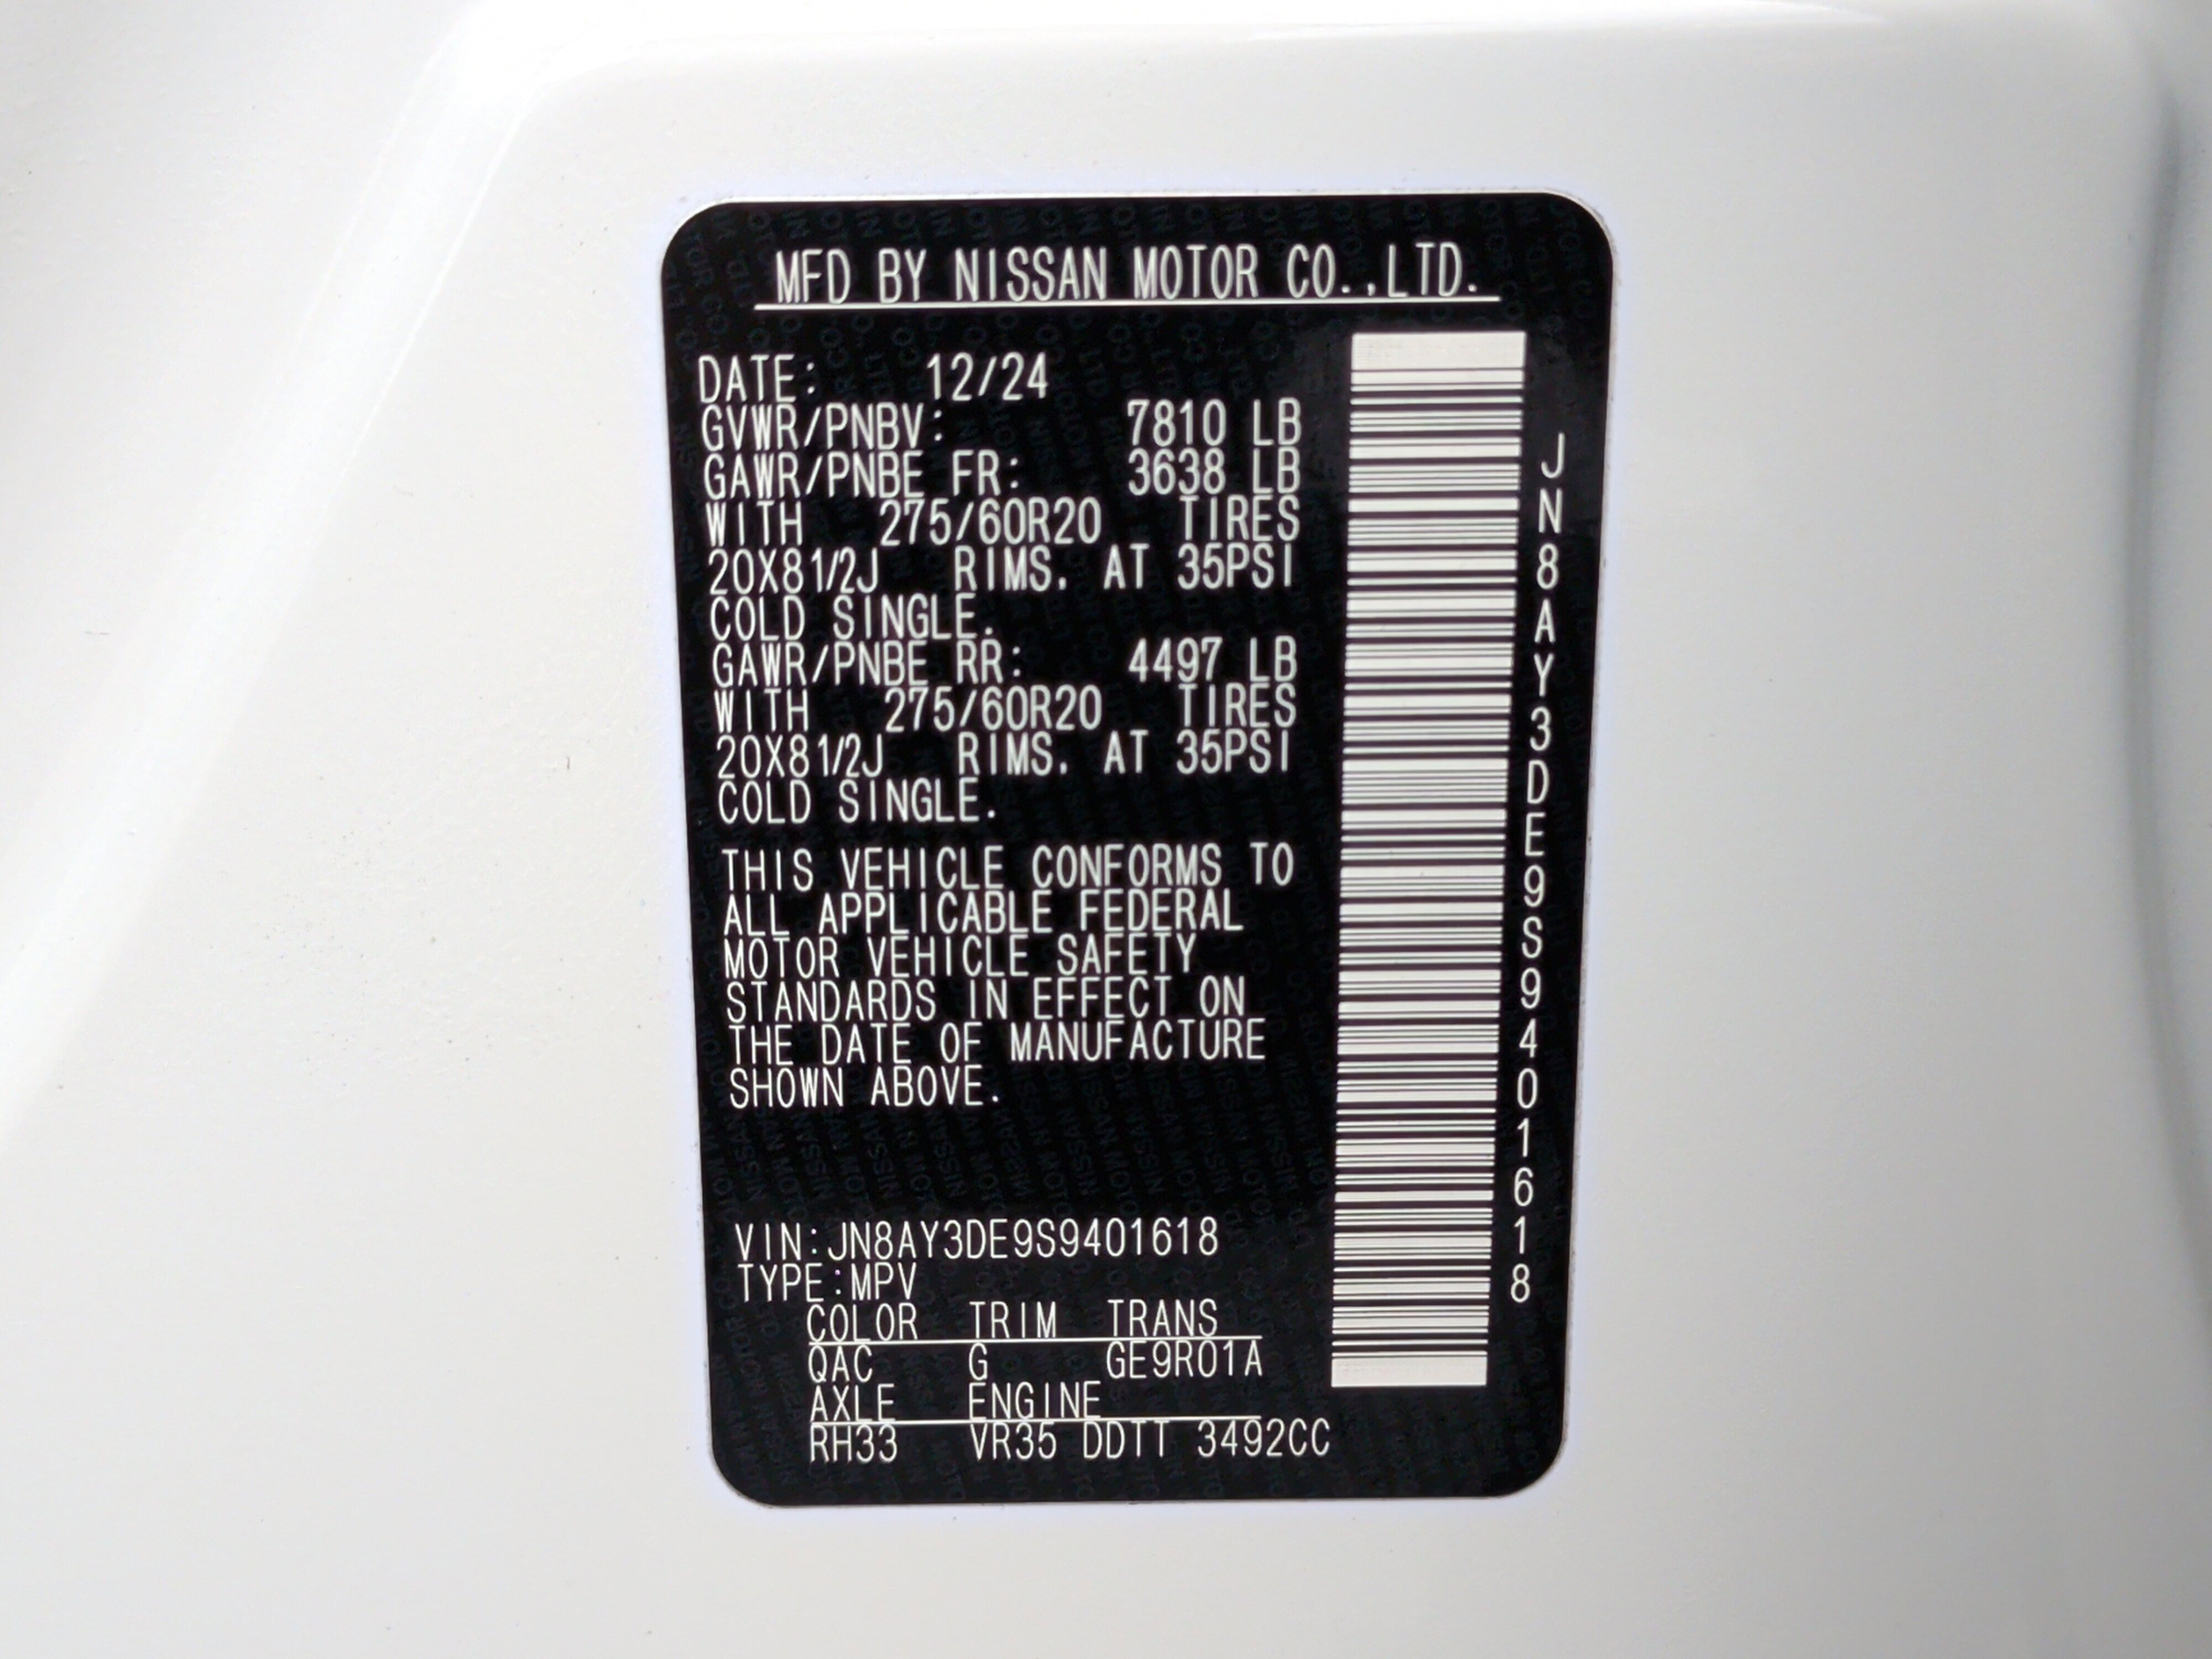 MFD BY NISSAN MOTOR CO.,LTD.
DATE: 12/24
GVWR/PNBV: 7810 LB
GAWR/PNBE FR: 3638 LB
WITH 275/60R20 TIRES
20X8 1/2J RIMS. AT 35PSI
COLD SINGLE.
GAWR/PNBE RR: 4497 LB
WITH 275/60R20 TIRES
20X8 1/2J RIMS. AT 35PSI
COLD SINGLE.
THIS VEHICLE CONFORMS TO
ALL APPLICABLE FEDERAL
MOTOR VEHICLE SAFETY
STANDARDS IN EFFECT ON
THE DATE OF MANUFACTURE
SHOWN ABOVE.
VIN:JN8AY3DE9S9401618
TYPE:MPV
COLOR TRIM TRANS
QAC G GE9R01A
AXLE ENGINE
RH33 VR35 DDTT 3492CC
JN8AY3DE9S9401618